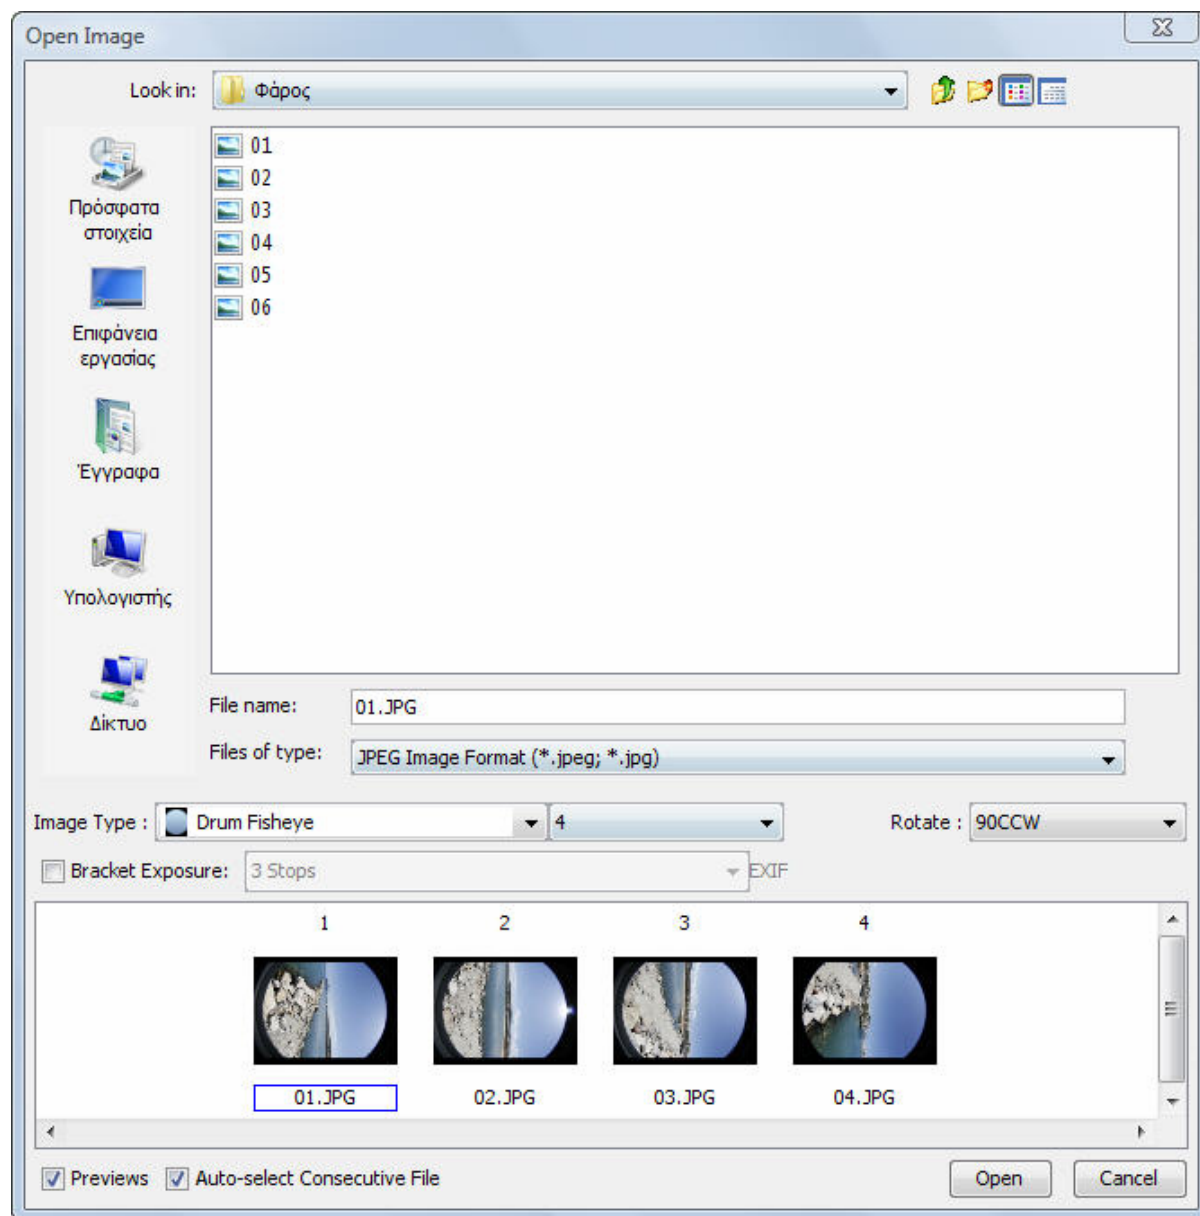 Open Image
Look in: Φάρος
01
02
03
04
05
06
Πρόσφατα
στοιχεία
Επιφάνεια
εργασίας
Έγγραφα
Υπολογιστής
Δίκτυο
File name: 01.JPG
Files of type: JPEG Image Format (*.jpeg; *.jpg)
Image Type : Drum Fisheye 4 Rotate : 90CCW
Bracket Exposure: 3 Stops EXIF
1 2 3 4
01.JPG 02.JPG 03.JPG 04.JPG
Previews Auto-select Consecutive File Open Cancel